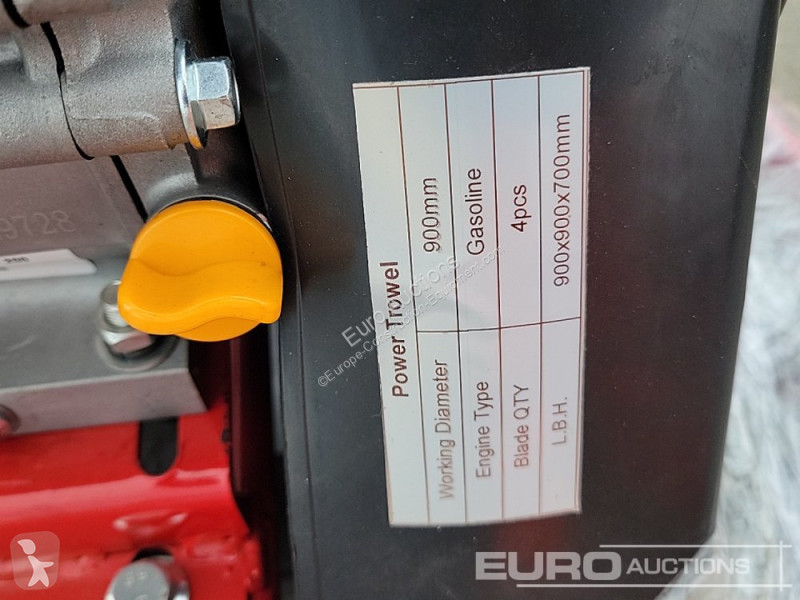 Power Trowel
Working Diameter 900mm
Engine Type Gasoline
Blade QTY 4pcs
L.B.H. 900x900x700mm
9728
Euro Auctions
©Europe-Construction-Equipment.com
EURO AUCTIONS